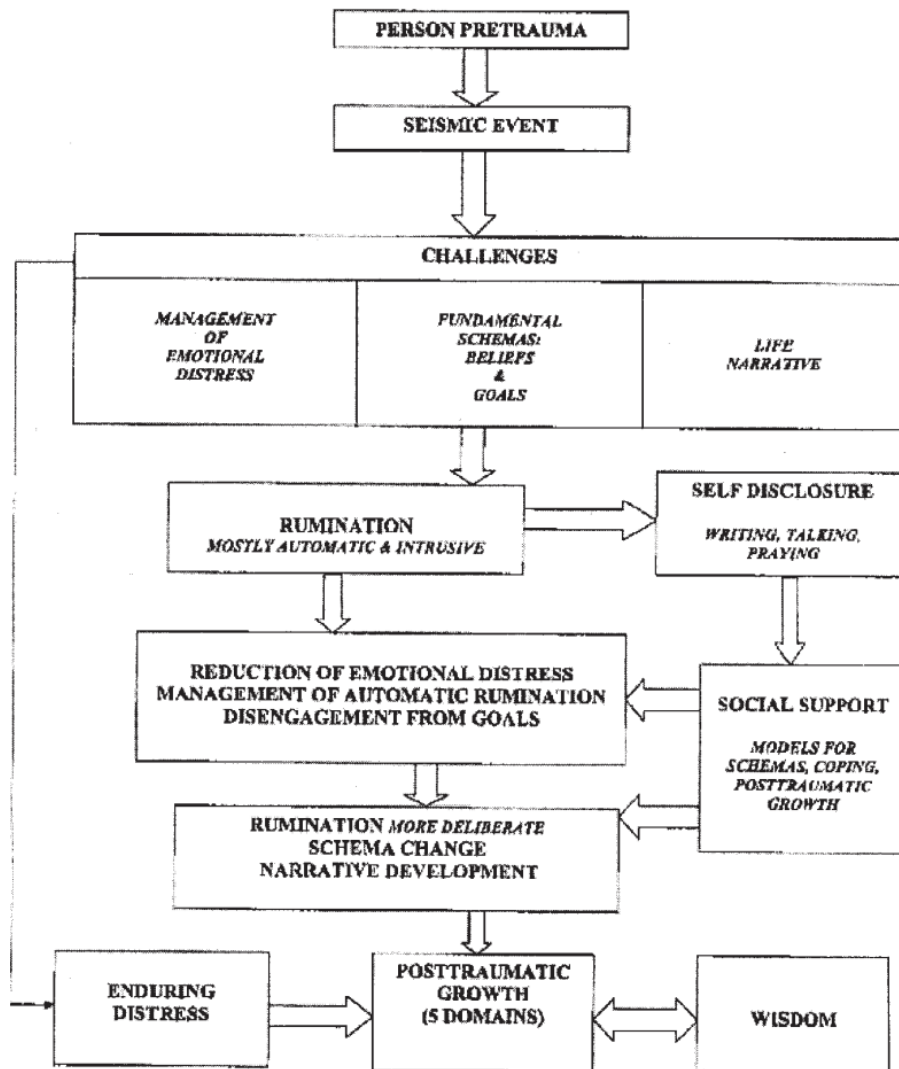 PERSON PRETRAUMA
SEISMIC EVENT
CHALLENGES
MANAGEMENT
OF
EMOTIONAL
DISTRESS
FUNDAMENTAL
SCHEMAS:
BELIEFS
&
GOALS
LIFE
NARRATIVE
RUMINATION
MOSTLY AUTOMATIC & INTRUSIVE
SELF DISCLOSURE
WRITING, TALKING,
PRAYING
REDUCTION OF EMOTIONAL DISTRESS
MANAGEMENT OF AUTOMATIC RUMINATION
DISENGAGEMENT FROM GOALS
SOCIAL SUPPORT
MODELS FOR
SCHEMAS, COPING,
POSTTRAUMATIC
GROWTH
RUMINATION MORE DELIBERATE
SCHEMA CHANGE
NARRATIVE DEVELOPMENT
ENDURING
DISTRESS
POSTTRAUMATIC
GROWTH
(5 DOMAINS)
WISDOM